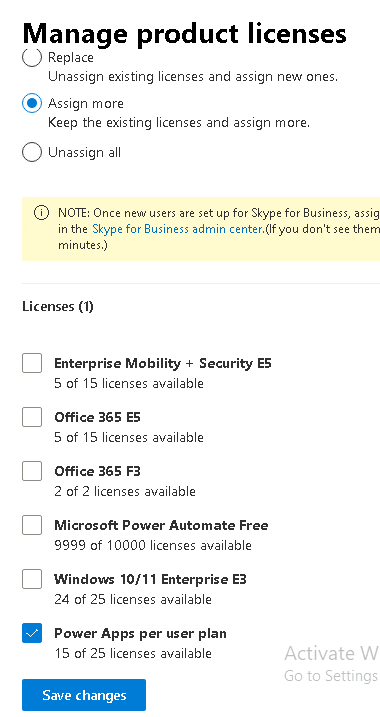 Manage product licenses
Replace
Unassign existing licenses and assign new ones.
Assign more
Keep the existing licenses and assign more.
Unassign all
NOTE: Once new users are set up for Skype for Business, assig
in the Skype for Business admin center.(If you don't see them
minutes.)
Licenses (1)
Enterprise Mobility + Security E5
5 of 15 licenses available
Office 365 E5
5 of 15 licenses available
Office 365 F3
2 of 2 licenses available
Microsoft Power Automate Free
9999 of 10000 licenses available
Windows 10/11 Enterprise E3
24 of 25 licenses available
Power Apps per user plan
15 of 25 licenses available
Activate W
Go to Settings
Save changes